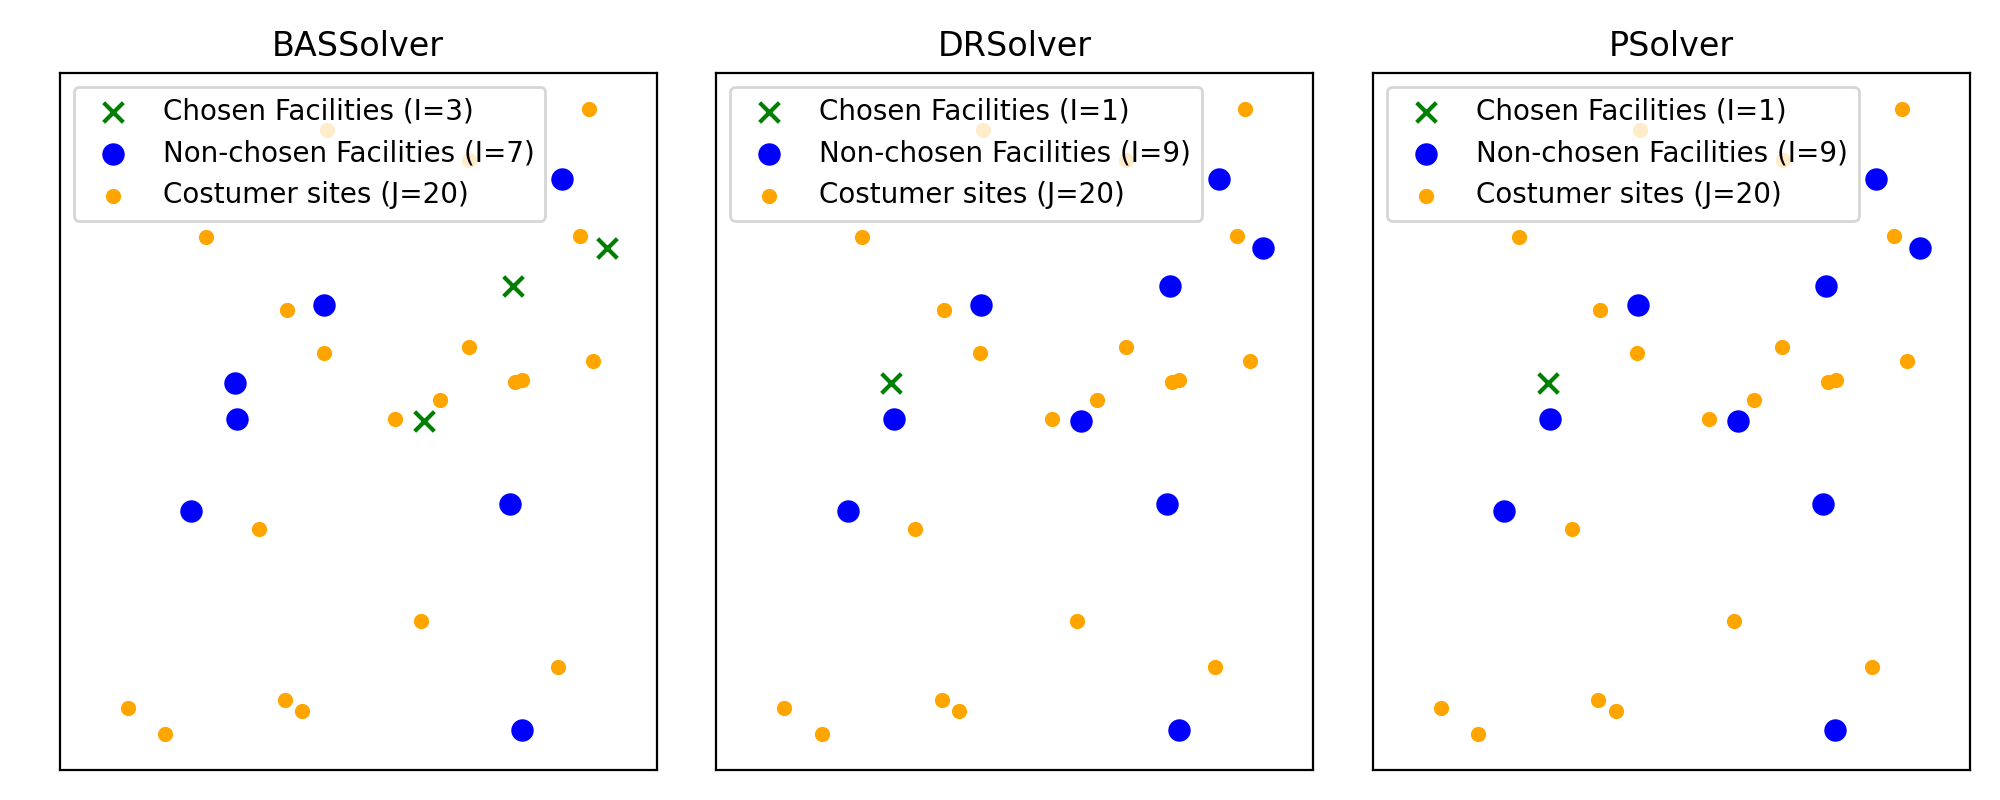 BASSolver
Chosen Facilities (I=3)
Non-chosen Facilities (I=7)
Costumer sites (J=20)
DRSolver
Chosen Facilities (I=1)
Non-chosen Facilities (I=9)
Costumer sites (J=20)
PSolver
Chosen Facilities (I=1)
Non-chosen Facilities (I=9)
Costumer sites (J=20)